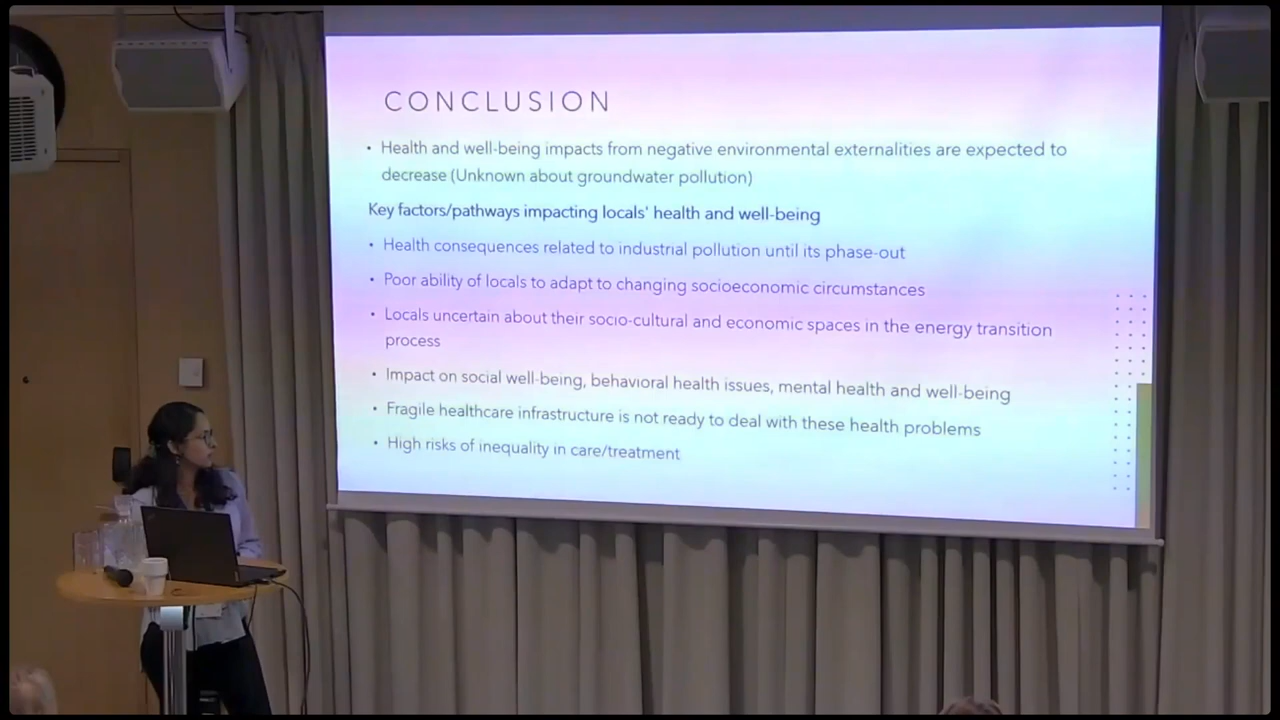 CONCLUSION
• Health and well-being impacts from negative environmental externalities are expected to
decrease (Unknown about groundwater pollution)
Key factors/pathways impacting locals' health and well-being
• Health consequences related to industrial pollution until its phase-out
• Poor ability of locals to adapt to changing socioeconomic circumstances
• Locals uncertain about their socio-cultural and economic spaces in the energy transition
process
• Impact on social well-being, behavioral health issues, mental health and well-being
• Fragile healthcare infrastructure is not ready to deal with these health problems
• High risks of inequality in care/treatment